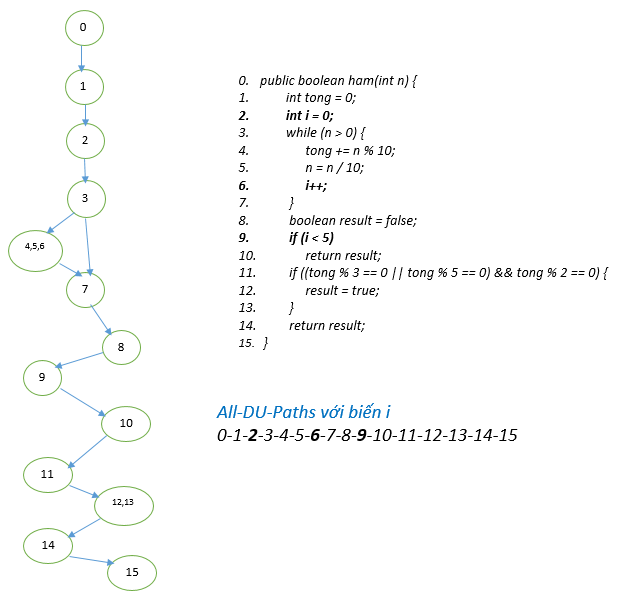 0
1
2
3
4,5,6
7
8
9
10
11
12,13
14
15
0. public boolean ham(int n) {
1. int tong = 0;
2. int i = 0;
3. while (n > 0) {
4. tong += n % 10;
5. n = n / 10;
6. i++;
7. }
8. boolean result = false;
9. if (i < 5)
10. return result;
11. if ((tong % 3 == 0 || tong % 5 == 0) && tong % 2 == 0) {
12. result = true;
13. }
14. return result;
15. }
All-DU-Paths với biến i
0-1-2-3-4-5-6-7-8-9-10-11-12-13-14-15